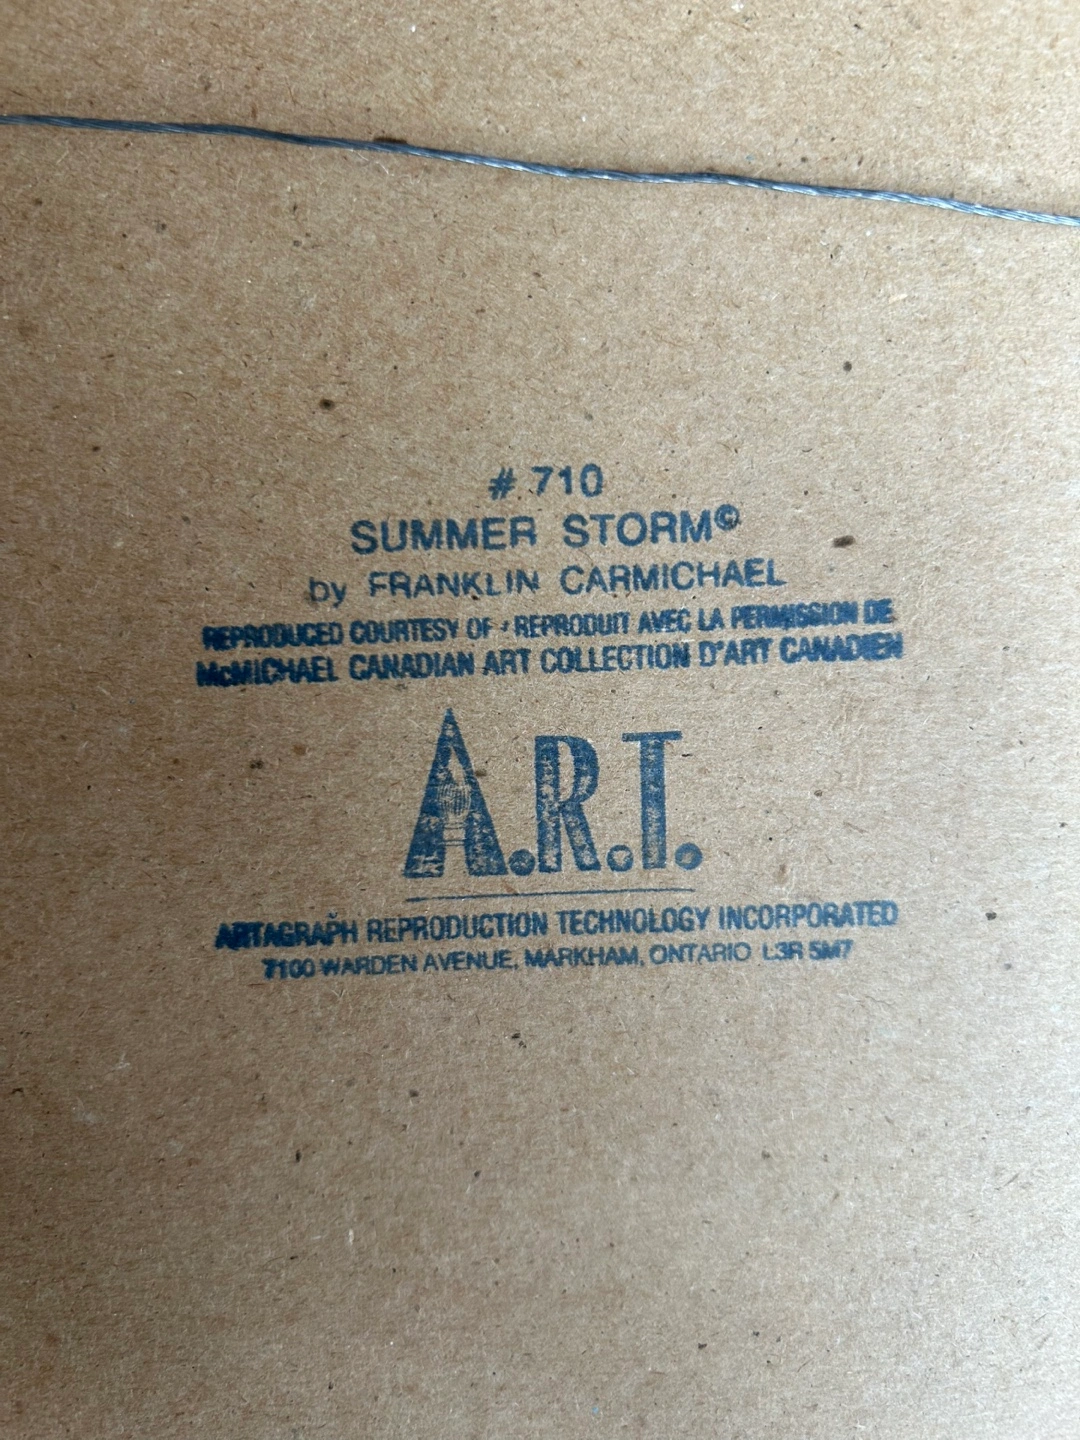 # 710
SUMMER STORM©
by FRANKLIN CARMICHAEL
REPRODUCED COURTESY OF · REPRODUIT AVEC LA PERMISSION DE
McMICHAEL CANADIAN ART COLLECTION D'ART CANADIEN
A.R.T.
ARTAGRAPH REPRODUCTION TECHNOLOGY INCORPORATED
7100 WARDEN AVENUE, MARKHAM, ONTARIO L3R 5M7